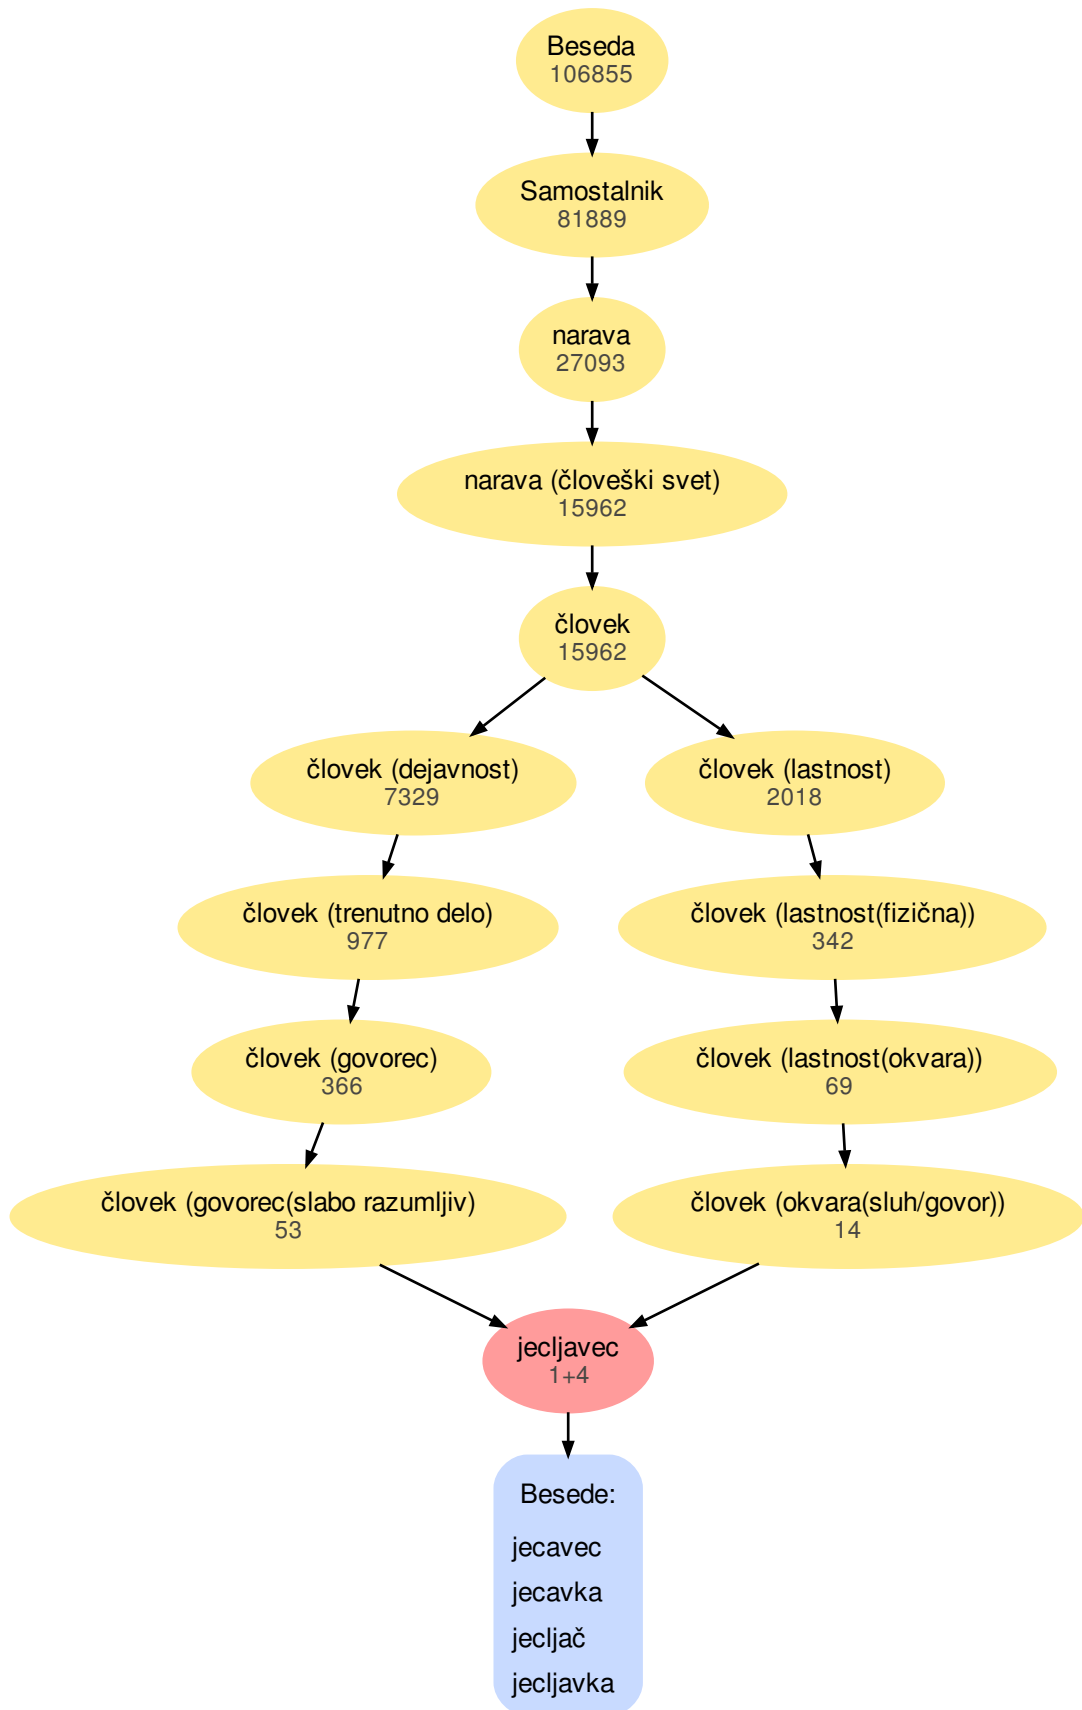 Beseda
106855
Samostalnik
81889
narava
27093
narava (človeški svet)
15962
človek
15962
človek (dejavnost)
7329
človek (lastnost)
2018
človek (trenutno delo)
977
človek (lastnost(fizična))
342
človek (govorec)
366
človek (lastnost(okvara))
69
človek (govorec(slabo razumljiv)
53
človek (okvara(sluh/govor))
14
jecljavec
1+4
Besede:
jecavec
jecavka
jecljač
jecljavka